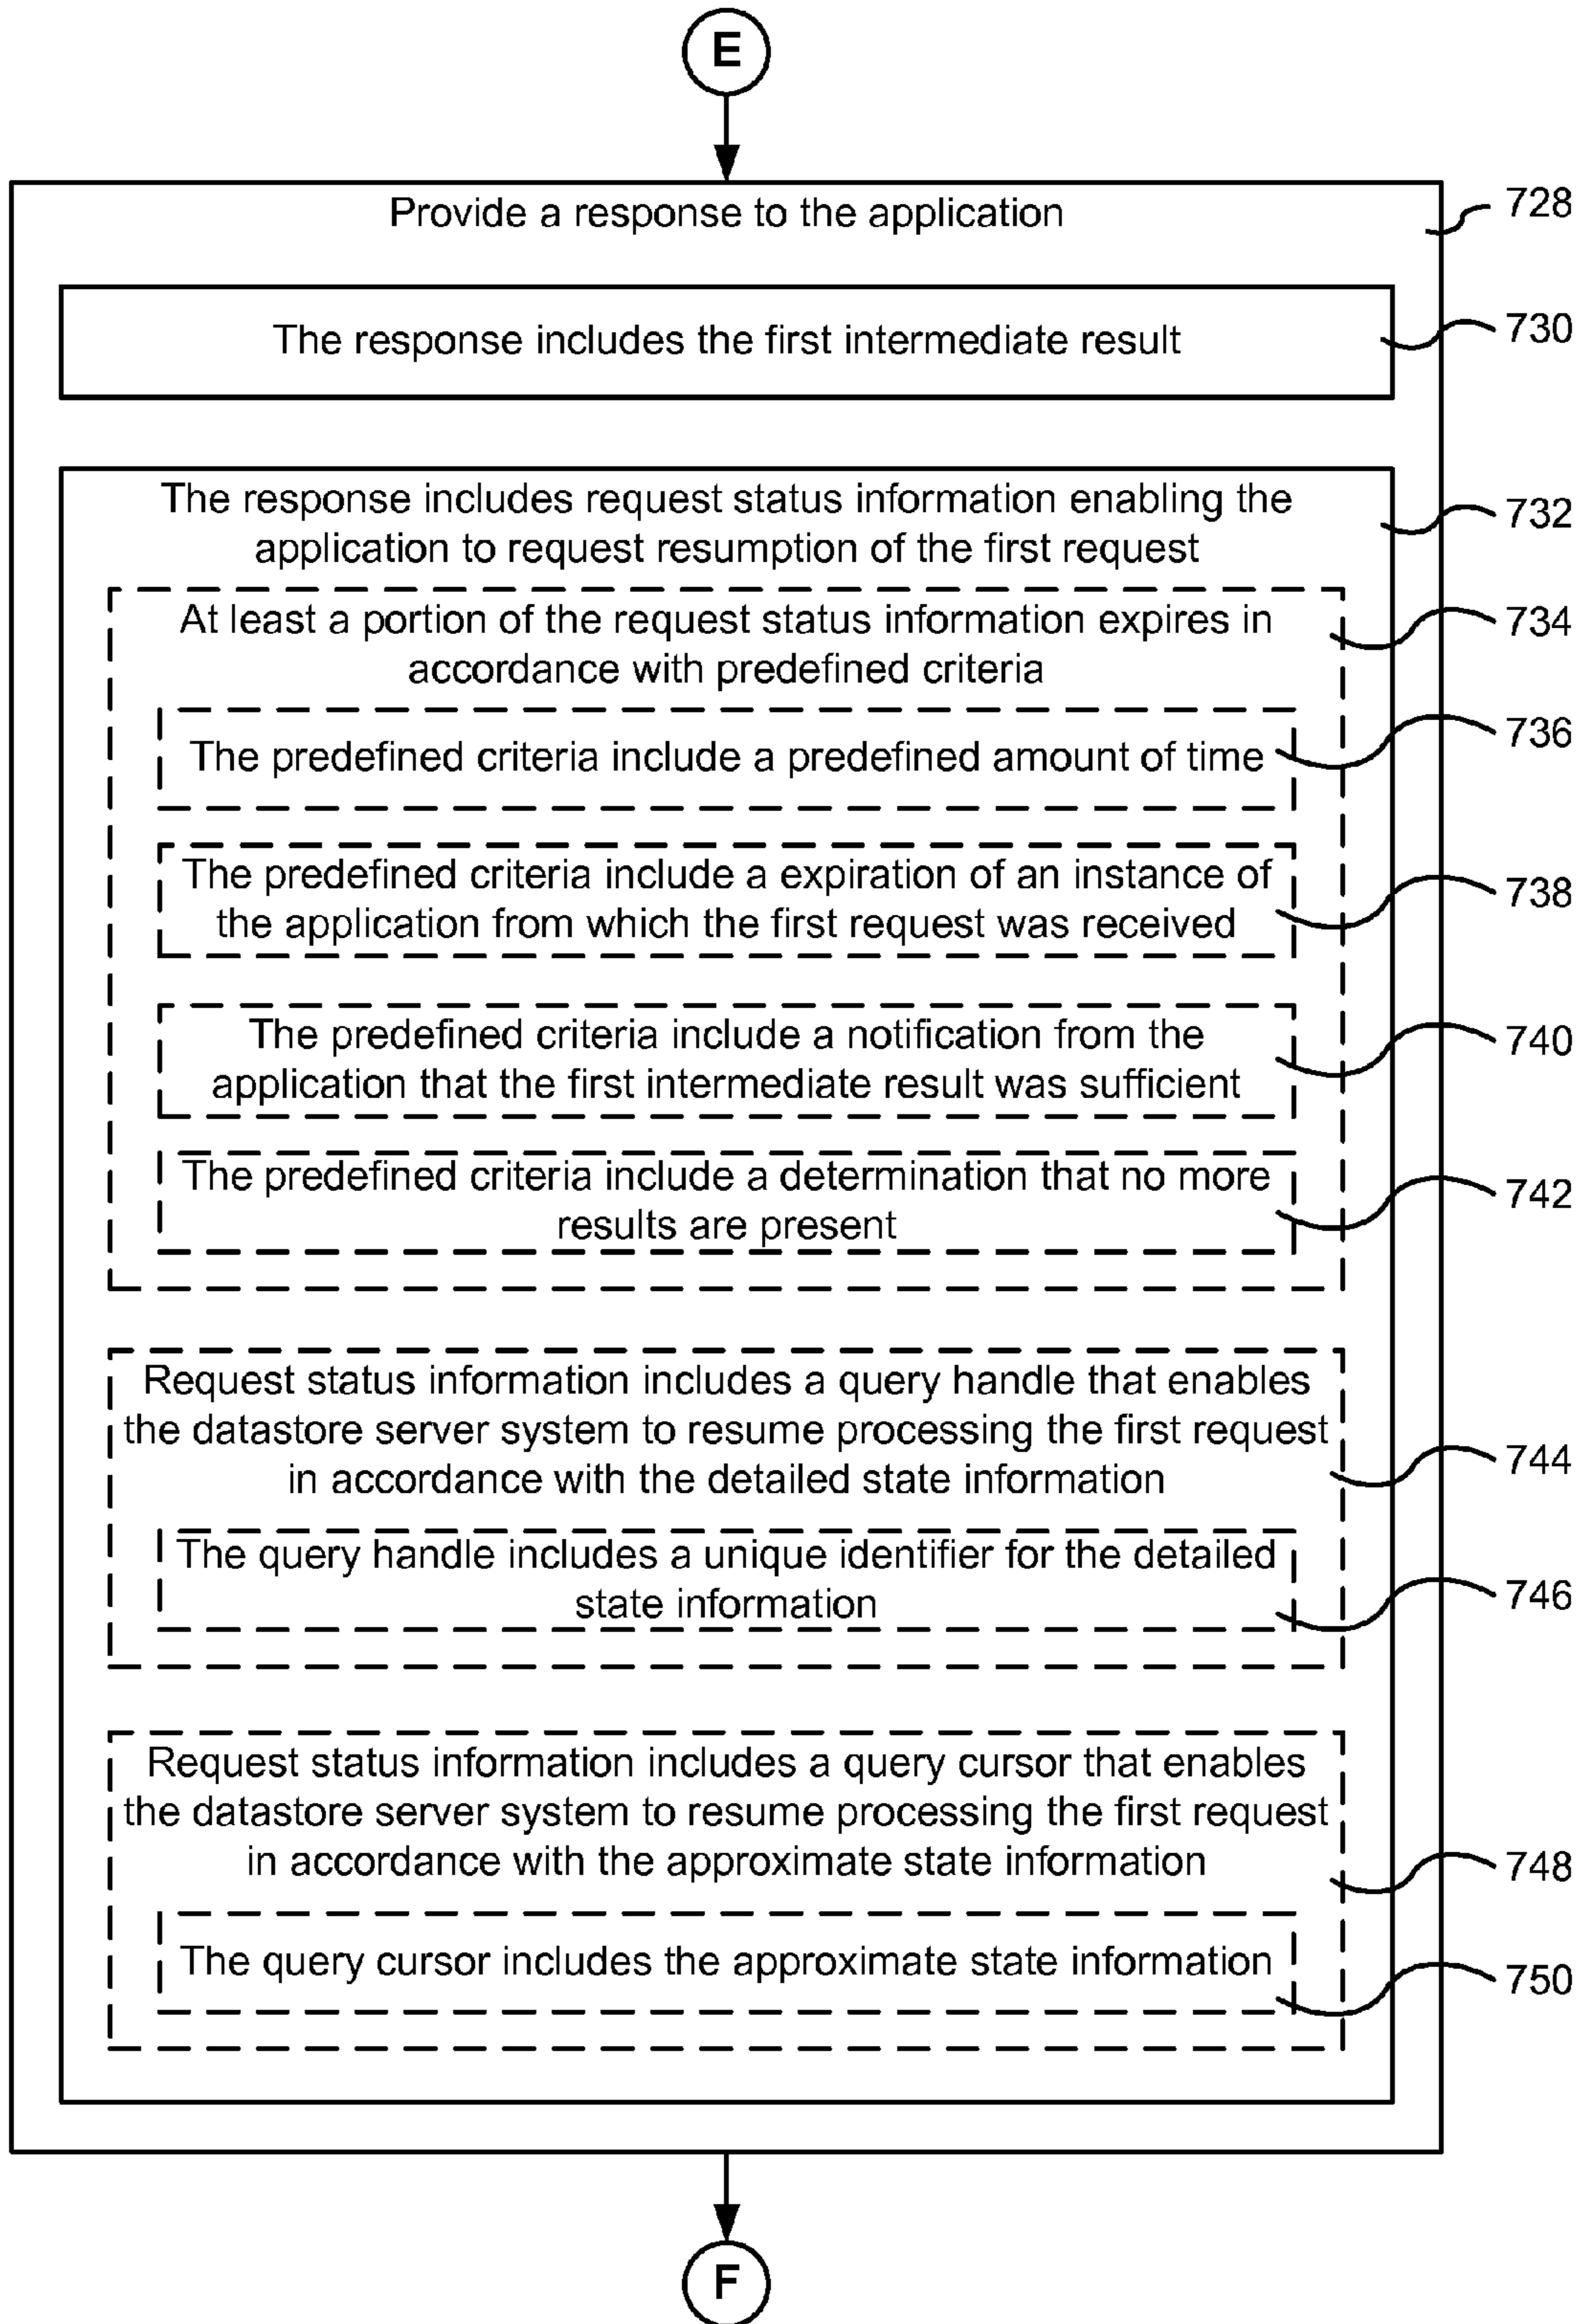 E
Provide a response to the application
728
The response includes the first intermediate result
730
The response includes request status information enabling the
application to request resumption of the first request
732
At least a portion of the request status information expires in
accordance with predefined criteria
734
The predefined criteria include a predefined amount of time
736
The predefined criteria include a expiration of an instance of
the application from which the first request was received
738
The predefined criteria include a notification from the
application that the first intermediate result was sufficient
740
The predefined criteria include a determination that no more
results are present
742
Request status information includes a query handle that enables
the datastore server system to resume processing the first request
in accordance with the detailed state information
744
The query handle includes a unique identifier for the detailed
state information
746
Request status information includes a query cursor that enables
the datastore server system to resume processing the first request
in accordance with the approximate state information
748
The query cursor includes the approximate state information
750
F